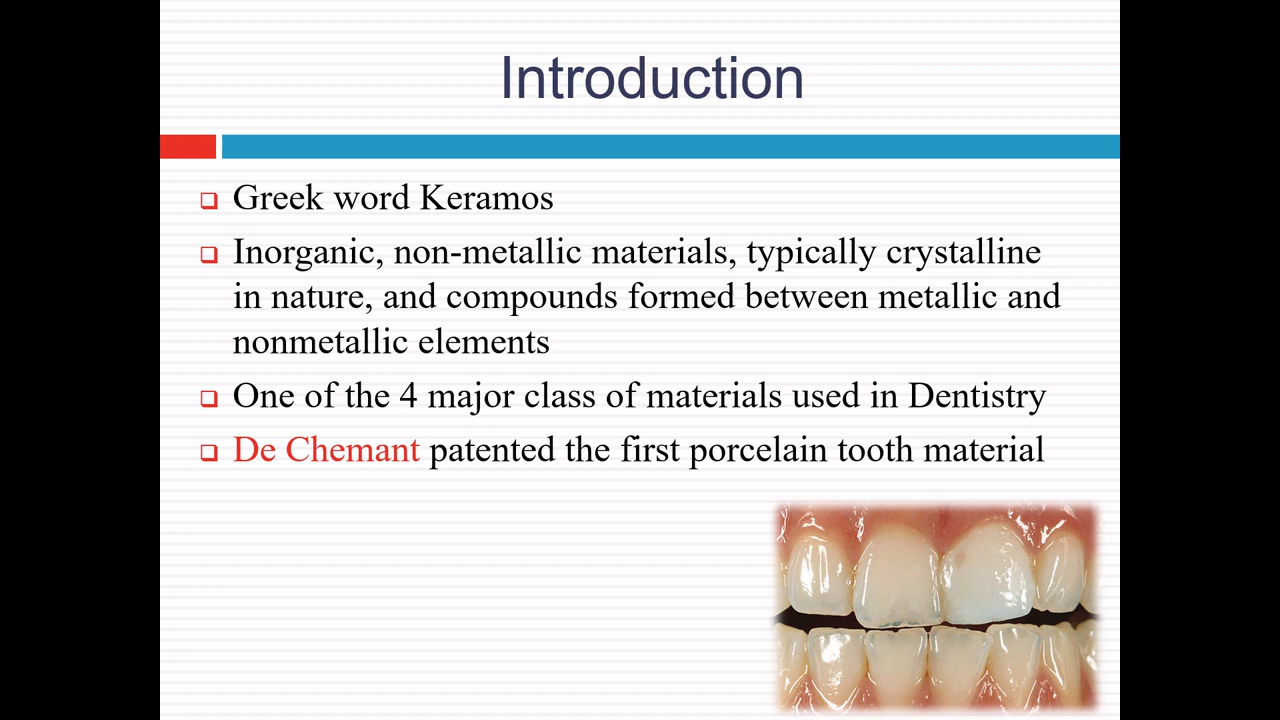 Introduction
Greek word Keramos
Inorganic, non-metallic materials, typically crystalline
in nature, and compounds formed between metallic and
nonmetallic elements
One of the 4 major class of materials used in Dentistry
De Chemant patented the first porcelain tooth material